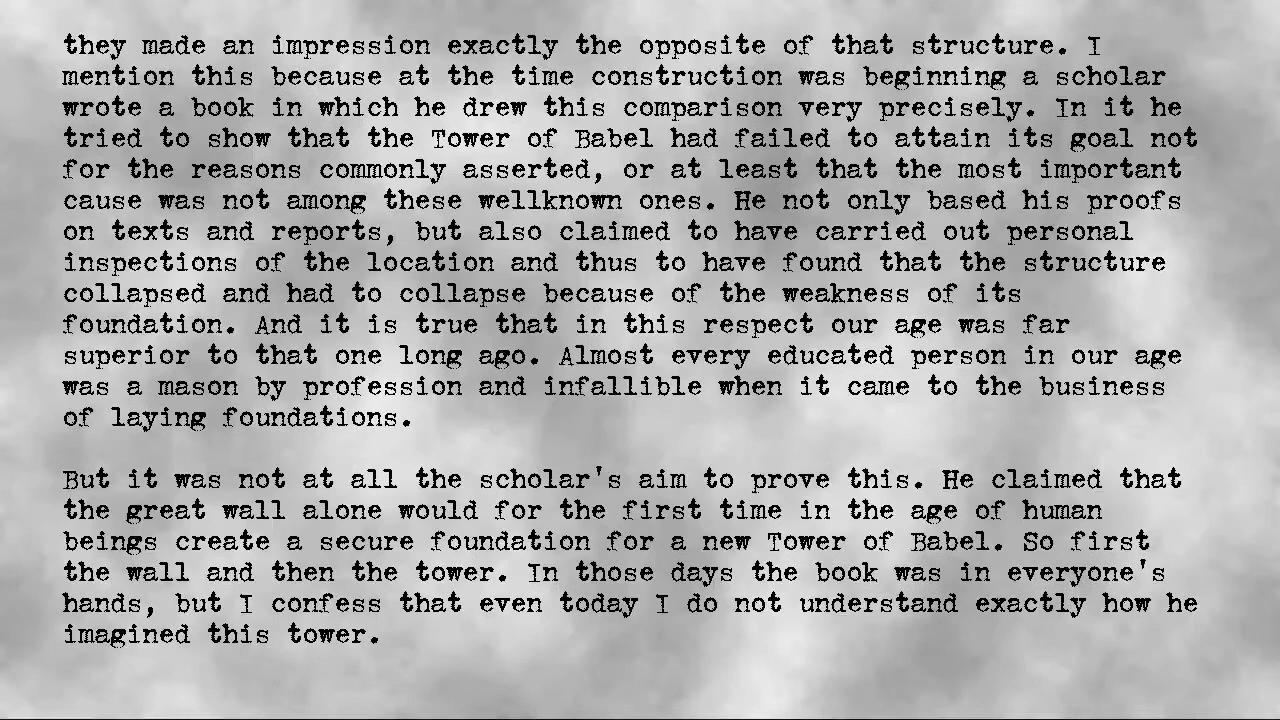 they made an impression exactly the opposite of that structure. I
mention this because at the time construction was beginning a scholar
wrote a book in which he drew this comparison very precisely. In it he
tried to show that the Tower of Babel had failed to attain its goal not
for the reasons commonly asserted, or at least that the most important
cause was not among these wellknown ones. He not only based his proofs
on texts and reports, but also claimed to have carried out personal
inspections of the location and thus to have found that the structure
collapsed and had to collapse because of the weakness of its
foundation. And it is true that in this respect our age was far
superior to that one long ago. Almost every educated person in our age
was a mason by profession and infallible when it came to the business
of laying foundations.

But it was not at all the scholar's aim to prove this. He claimed that
the great wall alone would for the first time in the age of human
beings create a secure foundation for a new Tower of Babel. So first
the wall and then the tower. In those days the book was in everyone's
hands, but I confess that even today I do not understand exactly how he
imagined this tower.